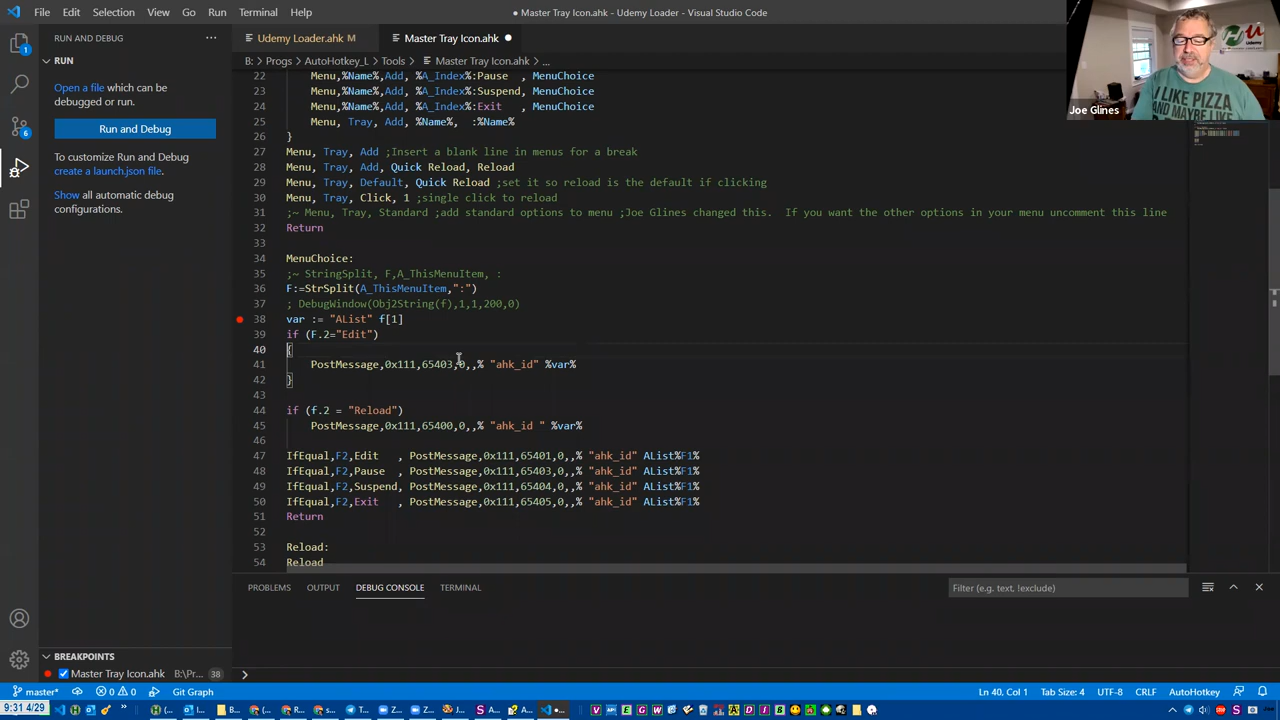 File Edit Selection View Go Run Terminal Help
● Master Tray Icon.ahk - Udemy Loader - Visual Studio Code
RUN AND DEBUG ···
Udemy Loader.ahk M
Master Tray Icon.ahk ●
B: > Progs > AutoHotkey_L > Tools > Master Tray Icon.ahk > ...
RUN
Open a file which can be
debugged or run.
Run and Debug
To customize Run and Debug
create a launch.json file.
Show all automatic debug
configurations.
22 Menu,%Name%,Add, %A_Index%:Pause , MenuChoice
23 Menu,%Name%,Add, %A_Index%:Suspend, MenuChoice
24 Menu,%Name%,Add, %A_Index%:Exit , MenuChoice
25 Menu, Tray, Add, %Name%, :%Name%
26 }
27 Menu, Tray, Add ;Insert a blank line in menus for a break
28 Menu, Tray, Add, Quick Reload, Reload
29 Menu, Tray, Default, Quick Reload ;set it so reload is the default if clicking
30 Menu, Tray, Click, 1 ;single click to reload
31 ;~ Menu, Tray, Standard ;add standard options to menu ;Joe Glines changed this. If you want the other options in your menu uncomment this line
32 Return
33
34 MenuChoice:
35 ;~ StringSplit, F,A_ThisMenuItem, :
36 F:=StrSplit(A_ThisMenuItem,":")
37 ; DebugWindow(Obj2String(f),1,1,200,0)
38 var := "AList" f[1]
39 if (F.2="Edit")
40 {
41 PostMessage,0x111,65403,0,,% "ahk_id" %var%
42 }
43
44 if (f.2 = "Reload")
45 PostMessage,0x111,65400,0,,% "ahk_id " %var%
46
47 IfEqual,F2,Edit , PostMessage,0x111,65401,0,,% "ahk_id" AList%F1%
48 IfEqual,F2,Pause , PostMessage,0x111,65403,0,,% "ahk_id" AList%F1%
49 IfEqual,F2,Suspend, PostMessage,0x111,65404,0,,% "ahk_id" AList%F1%
50 IfEqual,F2,Exit , PostMessage,0x111,65405,0,,% "ahk_id" AList%F1%
51 Return
52
53 Reload:
54 Reload
I LIKE PIZZA
AND MAYBE
Udemy
Joe Glines
1
6
PROBLEMS OUTPUT DEBUG CONSOLE TERMINAL
Filter (e.g. text, !exclude)
BREAKPOINTS
Master Tray Icon.ahk B:\Pr... 38
master* 0 0 Git Graph
Ln 40, Col 1 Tab Size: 4 UTF-8 CRLF AutoHotkey
9:31 4/29